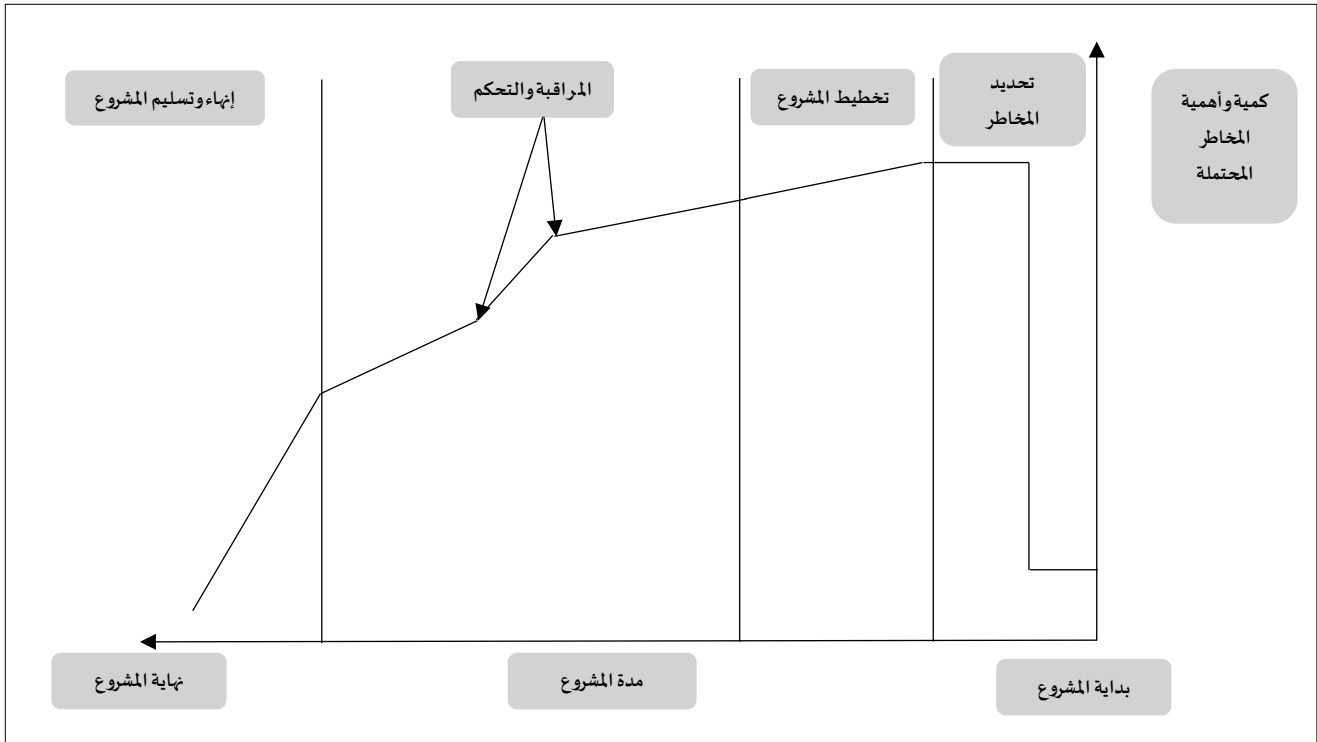 كمية وأهمية
المخاطر
المحتملة
تحديد
المخاطر
تخطيط المشروع
المراقبة والتحكم
إنهاء وتسليم المشروع
بداية المشروع
مدة المشروع
نهاية المشروع